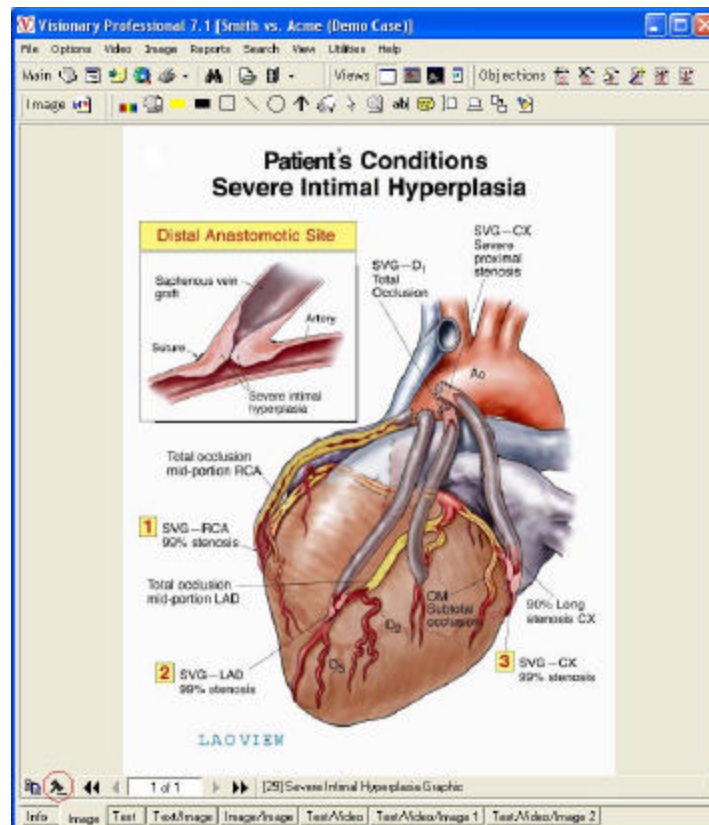 Visionary Professional 7.1 [Smith vs. Acme (Demo Case)]
File Options Video Image Reports Search View Utilities Help
Main Views Objections
Image ab|
Patient's Conditions
Severe Intimal Hyperplasia
Distal Anastomotic Site
Saphenous vein
graft
Artery
Suture
Severe intimal
hyperplasia
SVG–CX
Severe
proximal
stenosis
SVG–D1
Total
Occlusion
Ao
Total occlusion
mid-portion RCA
1 SVG–RCA
99% stenosis
Total occlusion
mid-portion LAD
OM
Subtotal
occlusion
90% Long
stenosis CX
D2
D3
2 SVG–LAD
99% stenosis
3 SVG–CX
99% stenosis
LAO VIEW
1 of 1 [29] Severe Intimal Hyperplasia Graphic
Info Image Text Text/Image Image/Image Text/Video Text/Video/Image 1 Text/Video/Image 2